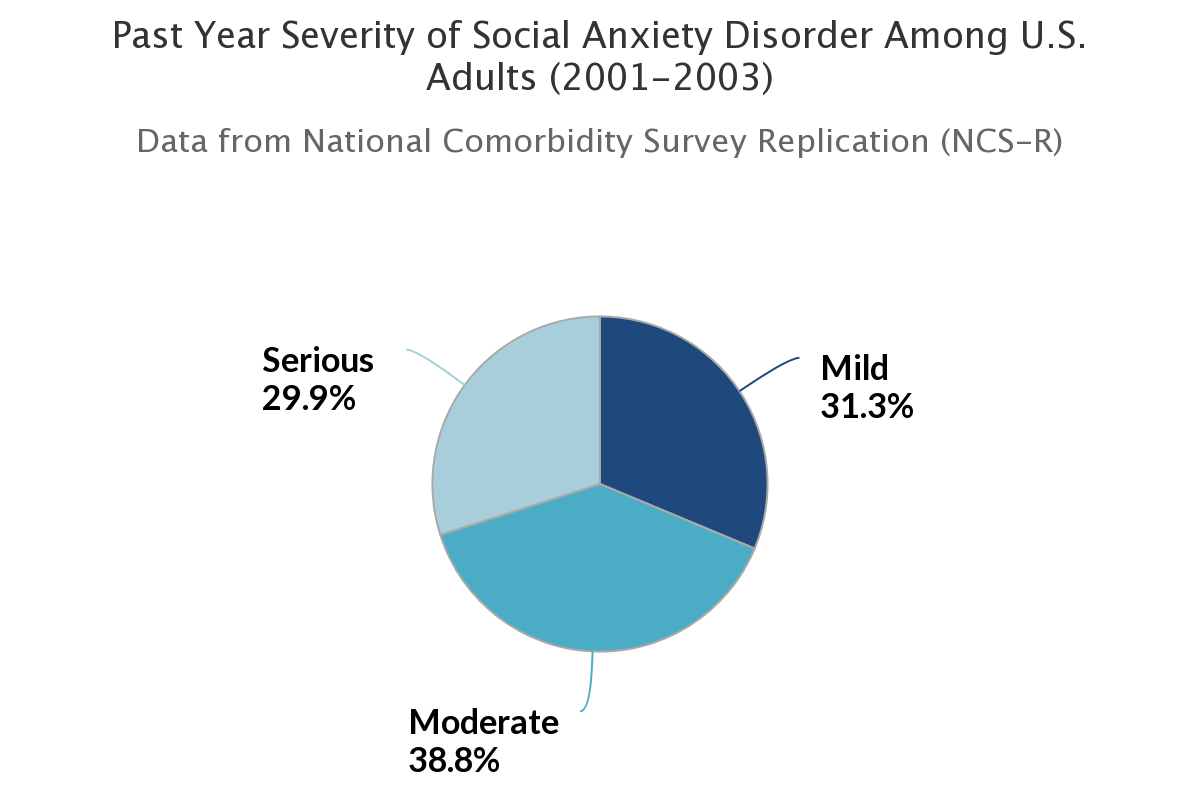 Past Year Severity of Social Anxiety Disorder Among U.S.
Adults (2001–2003)
Data from National Comorbidity Survey Replication (NCS–R)
Serious
29.9%
Mild
31.3%
Moderate
38.8%